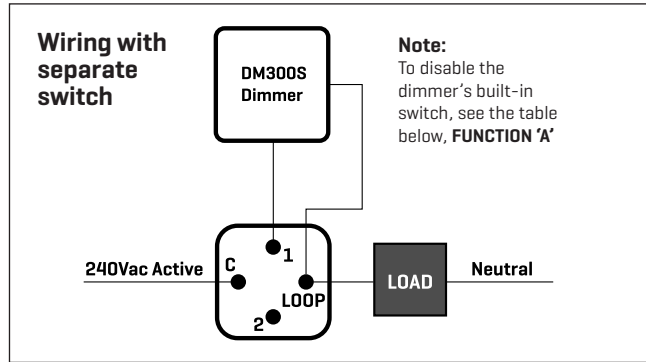 Wiring with
separate
switch
DM300S
Dimmer
Note:
To disable the
dimmer's built-in
switch, see the table
below, FUNCTION ‘A’
240Vac Active
C
1
LOOP
2
LOAD
Neutral